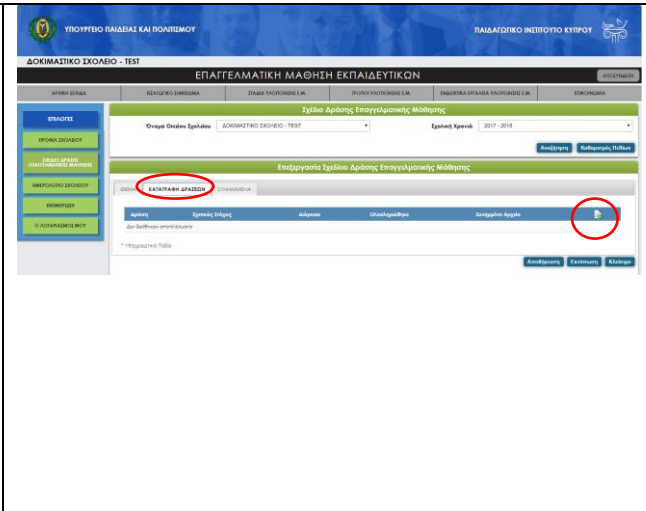 ΥΠΟΥΡΓΕΙΟ ΠΑΙΔΕΙΑΣ ΚΑΙ ΠΟΛΙΤΙΣΜΟΥ
ΠΑΙΔΑΓΩΓΙΚΟ ΙΝΣΤΙΤΟΥΤΟ ΚΥΠΡΟΥ
ΔΟΚΙΜΑΣΤΙΚΟ ΣΧΟΛΕΙΟ - TEST
ΕΠΑΓΓΕΛΜΑΤΙΚΗ ΜΑΘΗΣΗ ΕΚΠΑΙΔΕΥΤΙΚΩΝ
ΑΠΟΣΥΝΔΕΣΗ
ΑΡΧΙΚΗ ΣΕΛΙΔΑ ΕΙΣΑΓΩΓΙΚΟ ΣΗΜΕΙΩΜΑ ΣΤΑΔΙΑ ΥΛΟΠΟΙΗΣΗΣ Ε.Μ. ΤΡΟΠΟΙ ΥΛΟΠΟΙΗΣΗΣ Ε.Μ. ΕΝΔΕΙΚΤΙΚΑ ΕΡΓΑΛΕΙΑ ΥΛΟΠΟΙΗΣΗΣ Ε.Μ. ΕΠΙΚΟΙΝΩΝΙΑ
ΕΠΙΛΟΓΕΣ
ΠΡΟΦΙΛ ΣΧΟΛΕΙΟΥ
ΣΧΕΔΙΟ ΔΡΑΣΗΣ
ΕΠΑΓΓΕΛΜΑΤΙΚΗΣ ΜΑΘΗΣΗΣ
ΗΜΕΡΟΛΟΓΙΟ ΣΧΟΛΕΙΟΥ
ΕΝΗΜΕΡΩΣΗ
Ο ΛΟΓΑΡΙΑΣΜΟΣ ΜΟΥ
Σχέδιο Δράσης Επαγγελματικής Μάθησης
Όνομα Οικείου Σχολείου ΔΟΚΙΜΑΣΤΙΚΟ ΣΧΟΛΕΙΟ - TEST Σχολική Χρονιά 2017 - 2018
Αναζήτηση Καθαρισμός Πεδίων
Επεξεργασία Σχεδίου Δράσης Επαγγελματικής Μάθησης
ΚΑΤΑΓΡΑΦΗ ΔΡΑΣΕΩΝ ΣΥΝΗΜΜΕΝΑ
Δράση Σχετικός Στόχος Διάρκεια Ολοκληρώθηκε Συνημμένο Αρχείο
Δεν βρέθηκαν αποτελέσματα
* Υποχρεωτικά Πεδία
Αποθήκευση Εκτύπωση Κλείσιμο